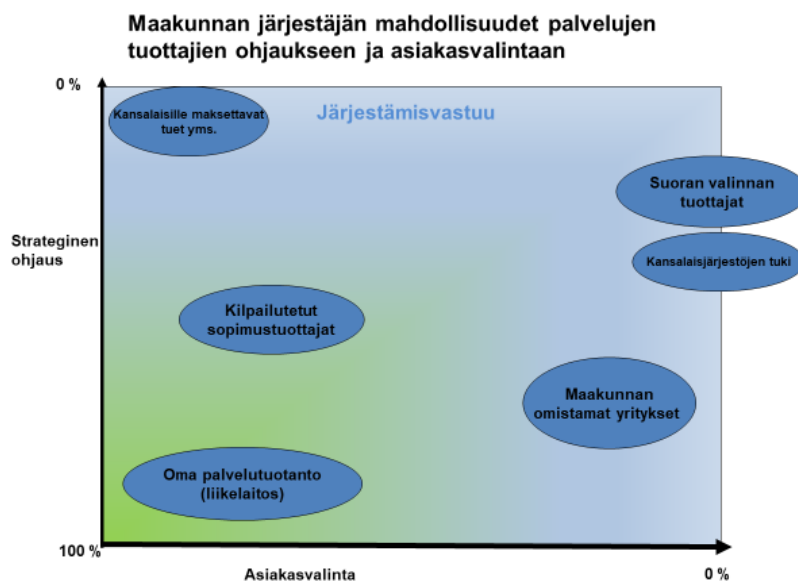 Maakunnan järjestäjän mahdollisuudet palvelujen
tuottajien ohjaukseen ja asiakasvalintaan
0 %
Kansalaisille maksettavat
tuet yms.
Järjestämisvastuu
Suoran valinnan
tuottajat
Strateginen
ohjaus
Kansalaisjärjestöjen tuki
Kilpailutetut
sopimustuottajat
Maakunnan
omistamat yritykset
Oma palvelutuotanto
(liikelaitos)
100 %
Asiakasvalinta
0 %